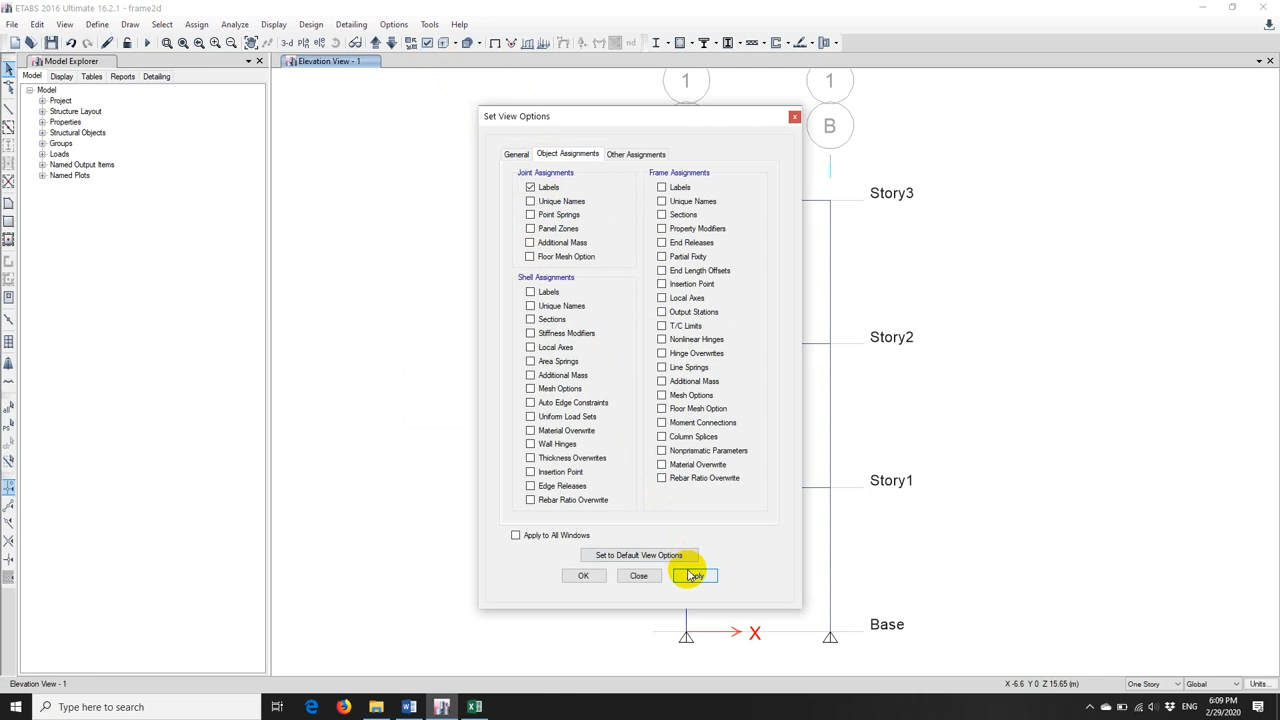 ETABS 2016 Ultimate 16.2.1 - frame2d
File Edit View Define Draw Select Assign Analyze Display Design Detailing Options Tools Help
3-d nd
Model Explorer
Elevation View - 1
Model Display Tables Reports Detailing
Model
Project
Structure Layout
Properties
Structural Objects
Groups
Loads
Named Output Items
Named Plots
1 1
B
Story3
Story2
Story1
Base
X
Set View Options
General Object Assignments Other Assignments
Joint Assignments
Labels
Unique Names
Point Springs
Panel Zones
Additional Mass
Floor Mesh Option
Shell Assignments
Labels
Unique Names
Sections
Stiffness Modifiers
Local Axes
Area Springs
Additional Mass
Mesh Options
Auto Edge Constraints
Uniform Load Sets
Material Overwrite
Wall Hinges
Thickness Overwrites
Insertion Point
Edge Releases
Rebar Ratio Overwrite
Frame Assignments
Labels
Unique Names
Sections
Property Modifiers
End Releases
Partial Fixity
End Length Offsets
Insertion Point
Local Axes
Output Stations
T/C Limits
Nonlinear Hinges
Hinge Overwrites
Line Springs
Additional Mass
Mesh Options
Floor Mesh Option
Moment Connections
Column Splices
Nonprismatic Parameters
Material Overwrite
Rebar Ratio Overwrite
Apply to All Windows
Set to Default View Options
OK Close Apply
all
Elevation View - 1 X -6.6 Y 0 Z 15.65 (m) One Story Global Units...
Type here to search
ENG
6:09 PM
2/29/2020